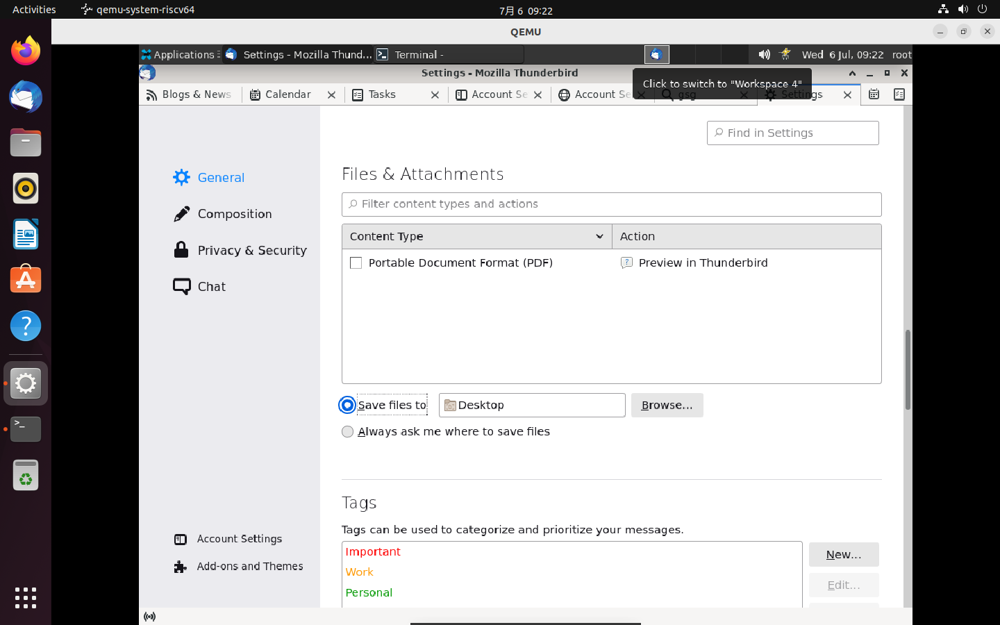 Activities
qemu-system-riscv64
7月 6 09:22
QEMU
Applications
Settings - Mozilla Thund...
Terminal -
Wed 6 Jul, 09:22
root
Settings - Mozilla Thunderbird
Click to switch to "Workspace 4"
Blogs & News
Calendar
Tasks
Account Se
Account Se
gsg
Settings
Find in Settings
General
Composition
Privacy & Security
Chat
Files & Attachments
Filter content types and actions
Content Type
Action
Portable Document Format (PDF)
Preview in Thunderbird
Save files to
Desktop
Browse...
Always ask me where to save files
Tags
Tags can be used to categorize and prioritize your messages.
Important
Work
Personal
New...
Edit...
Account Settings
Add-ons and Themes